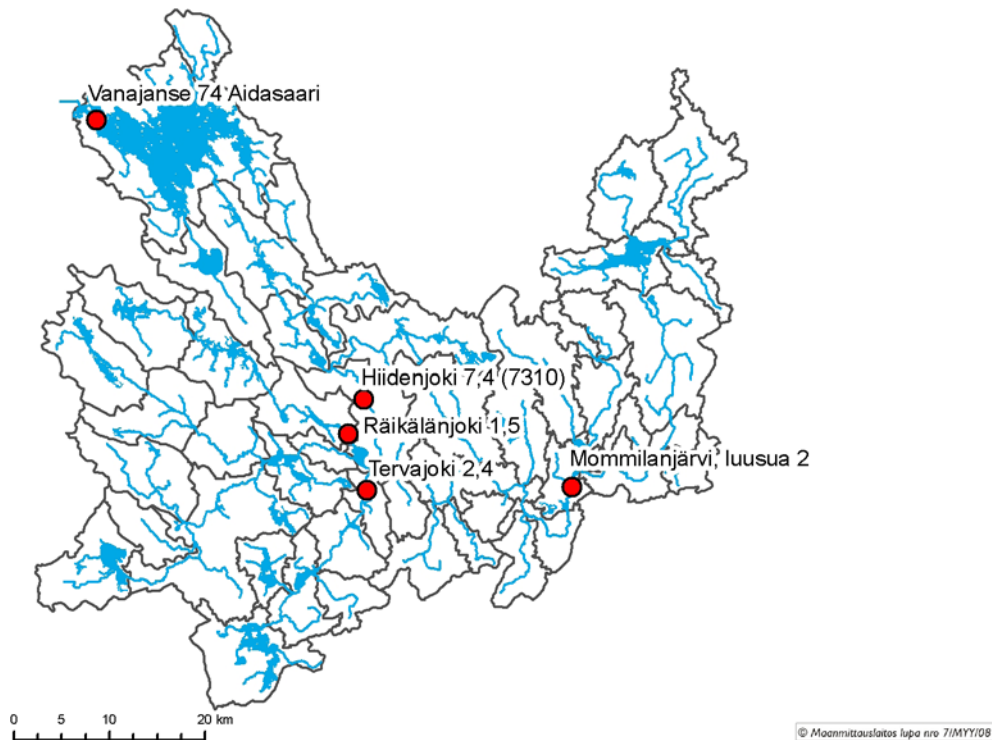 Vanajanse 74 Aidasaari
Hiidenjoki 7,4 (7310)
Räikälänjoki 1,5
Tervajoki 2,4
Mommilanjärvi, luusua 2
0 5 10 20 km
© Maanmittauslaitos lupa nro 7/MYY/08